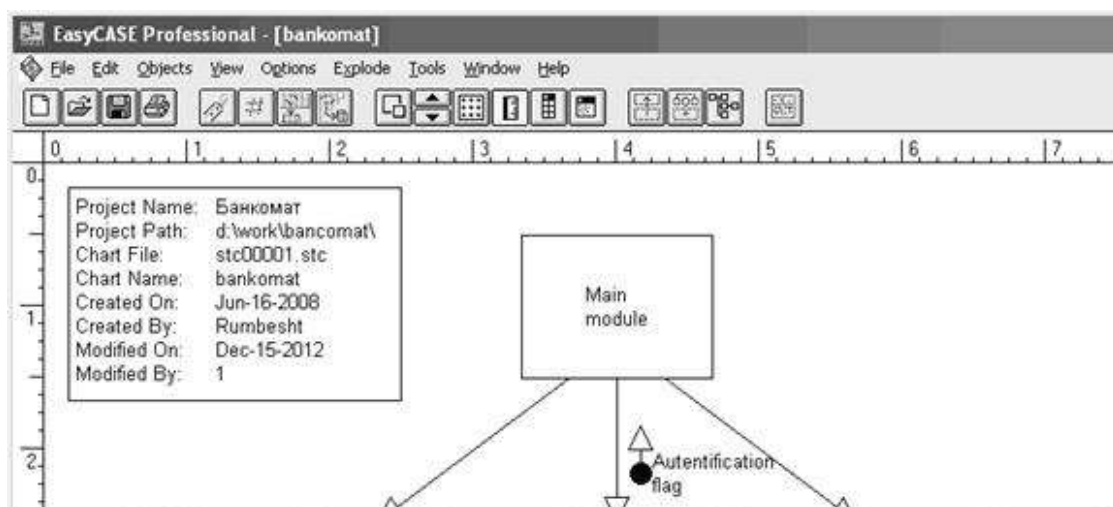 EasyCASE Professional - [bankomat]
File Edit Objects View Options Explode Tools Window Help
0 1 2 3 4 5 6 7
0
Project Name: Банкомат
Project Path: d:\work\bancomat\
Chart File: stc00001.stc
Chart Name: bankomat
Created On: Jun-16-2008
Created By: Rumbesht
Modified On: Dec-15-2012
Modified By: 1
Main
module
1
2
Autentification
flag